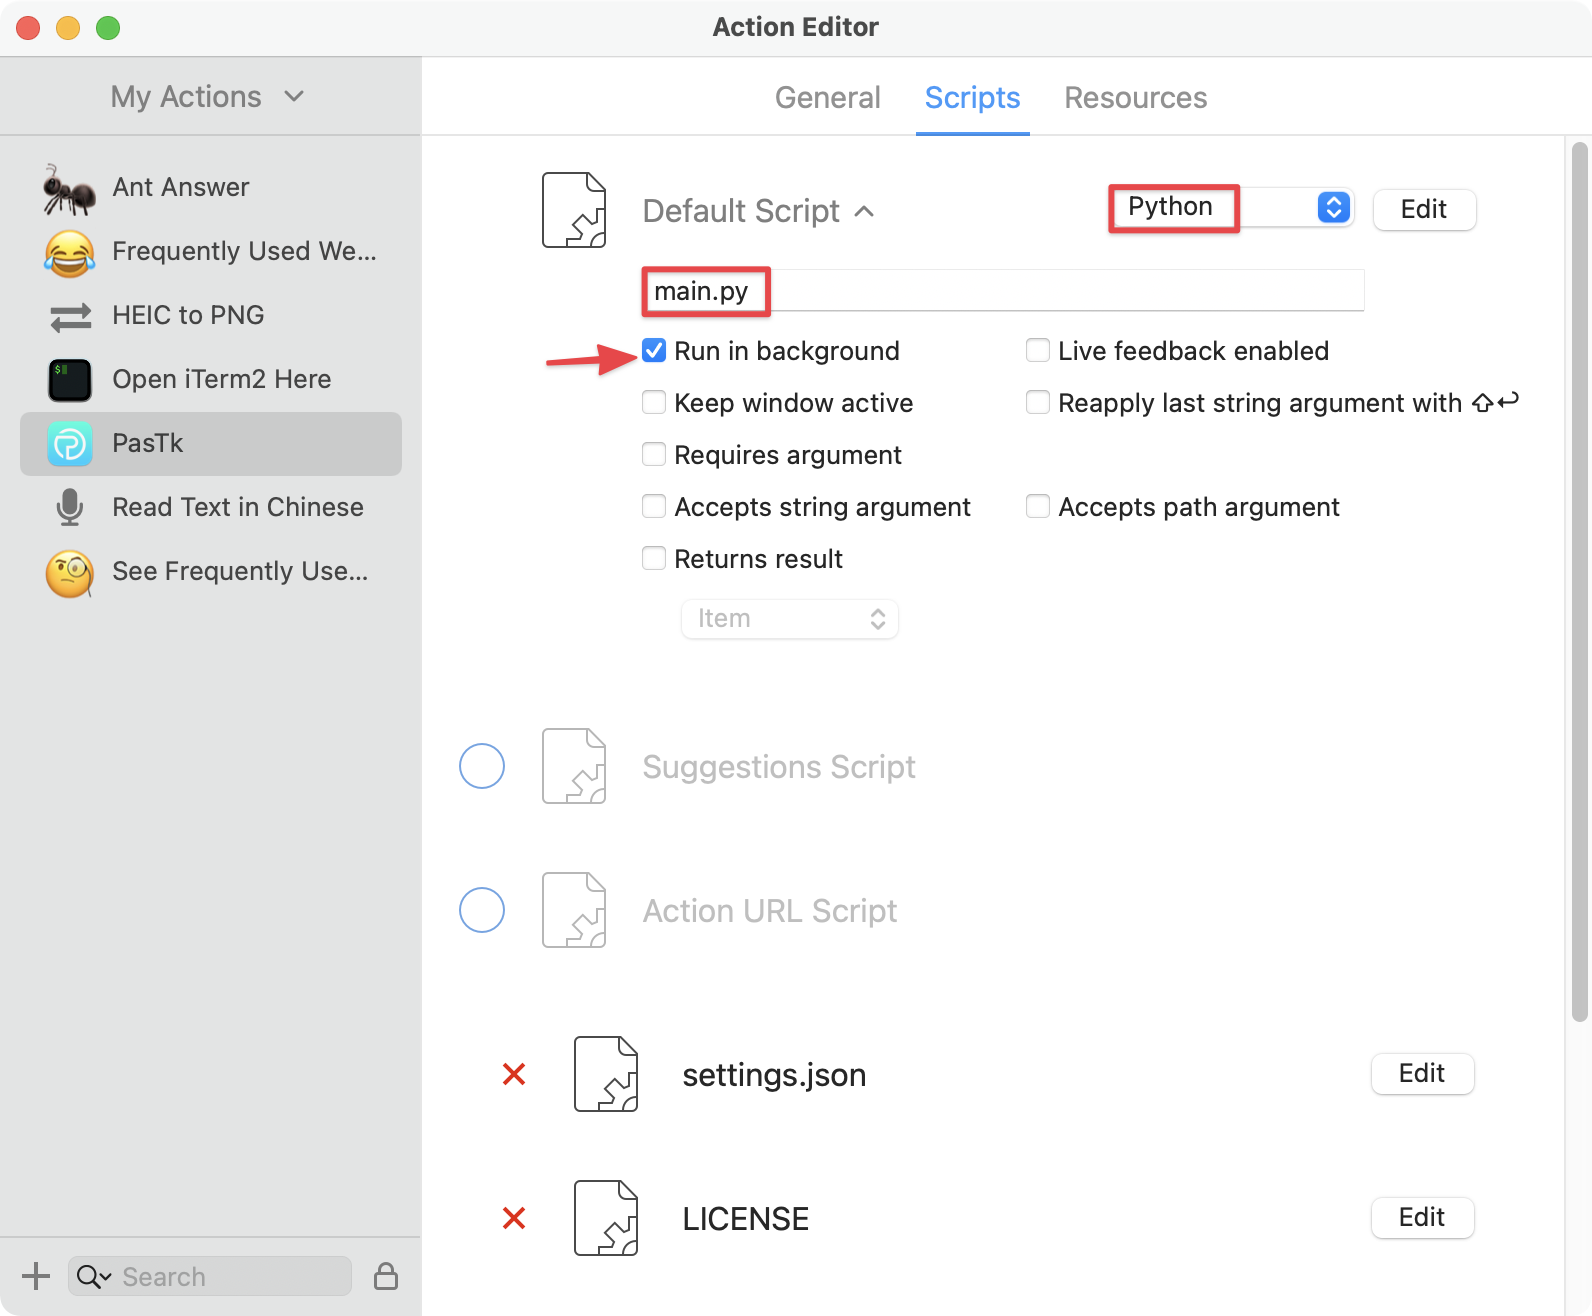 Action Editor
My Actions
General Scripts Resources
Ant Answer
Frequently Used We...
HEIC to PNG
Open iTerm2 Here
PasTk
Read Text in Chinese
See Frequently Use...
Search
Default Script
Python
Edit
main.py
Run in background
Live feedback enabled
Keep window active
Reapply last string argument with ⇧↩
Requires argument
Accepts string argument
Accepts path argument
Returns result
Item
Suggestions Script
Action URL Script
settings.json
Edit
LICENSE
Edit